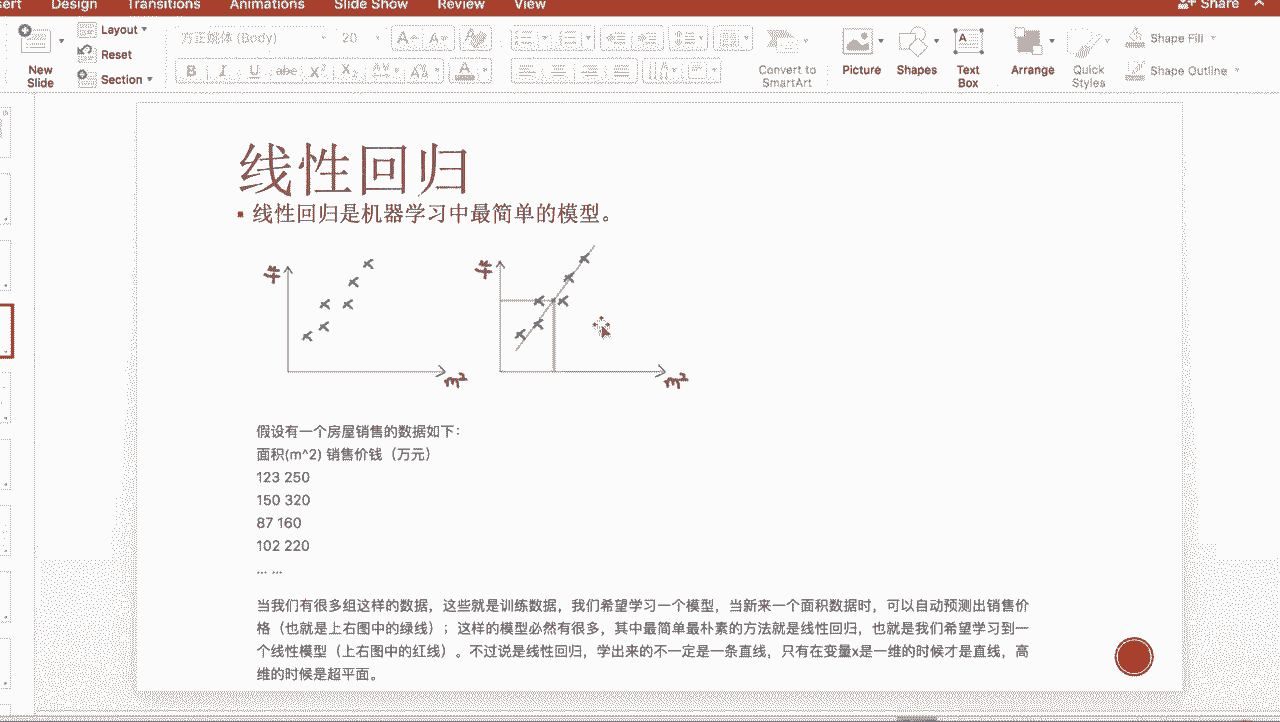 sert Design Transitions Animations Slide Show Review View Share
New Slide
Layout
Reset
Section
(Body) 20
B I U abc X² X
Convert to SmartArt
Picture
Shapes
Text Box
Arrange
Quick Styles
Shape Fill
Shape Outline
线性回归
线性回归是机器学习中最简单的模型。
¥ m²
¥ m²
假设有一个房屋销售的数据如下：
面积(m^2) 销售价钱（万元）
123 250
150 320
87 160
102 220
... ...
当我们有很多组这样的数据，这些就是训练数据，我们希望学习一个模型，当新来一个面积数据时，可以自动预测出销售价
格（也就是上右图中的绿线）；这样的模型必然有很多，其中最简单最朴素的方法就是线性回归，也就是我们希望学习到一
个线性模型（上右图中的红线）。不过说是线性回归，学出来的不一定是一条直线，只有在变量x是一维的时候才是直线，高
维的时候是超平面。